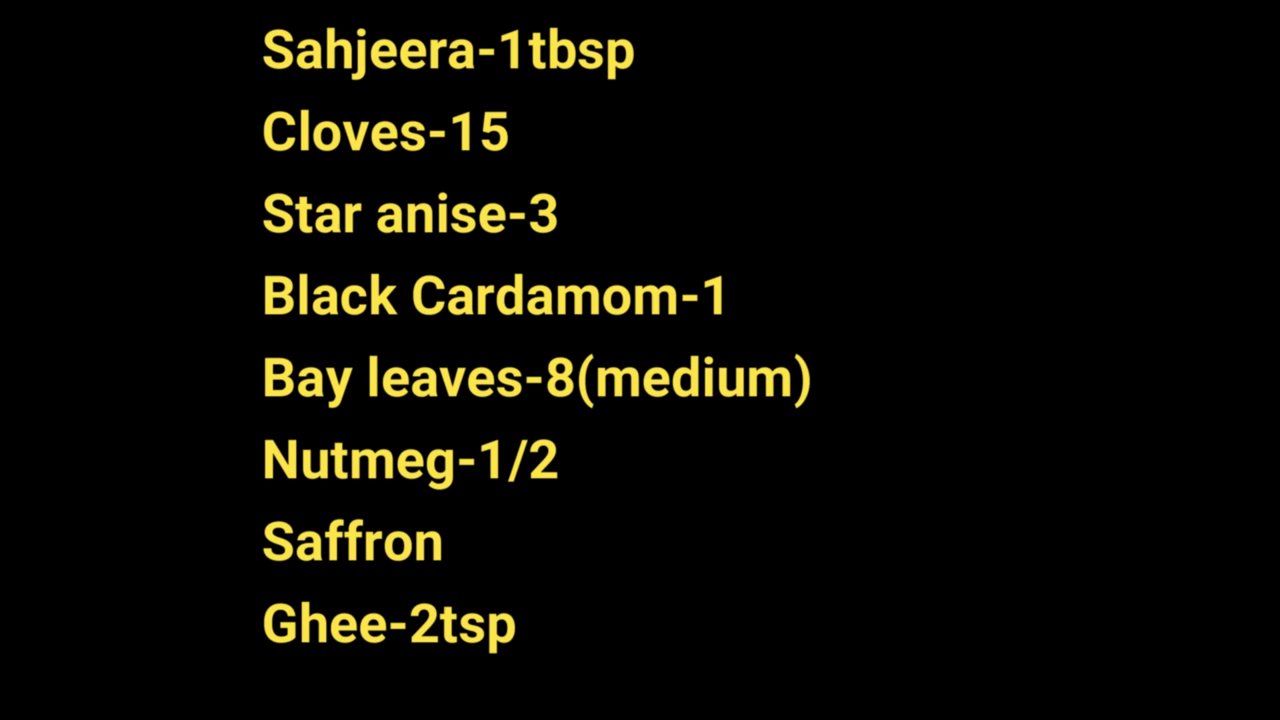 Sahjeera-1tbsp
Cloves-15
Star anise-3
Black Cardamom-1
Bay leaves-8(medium)
Nutmeg-1/2
Saffron
Ghee-2tsp